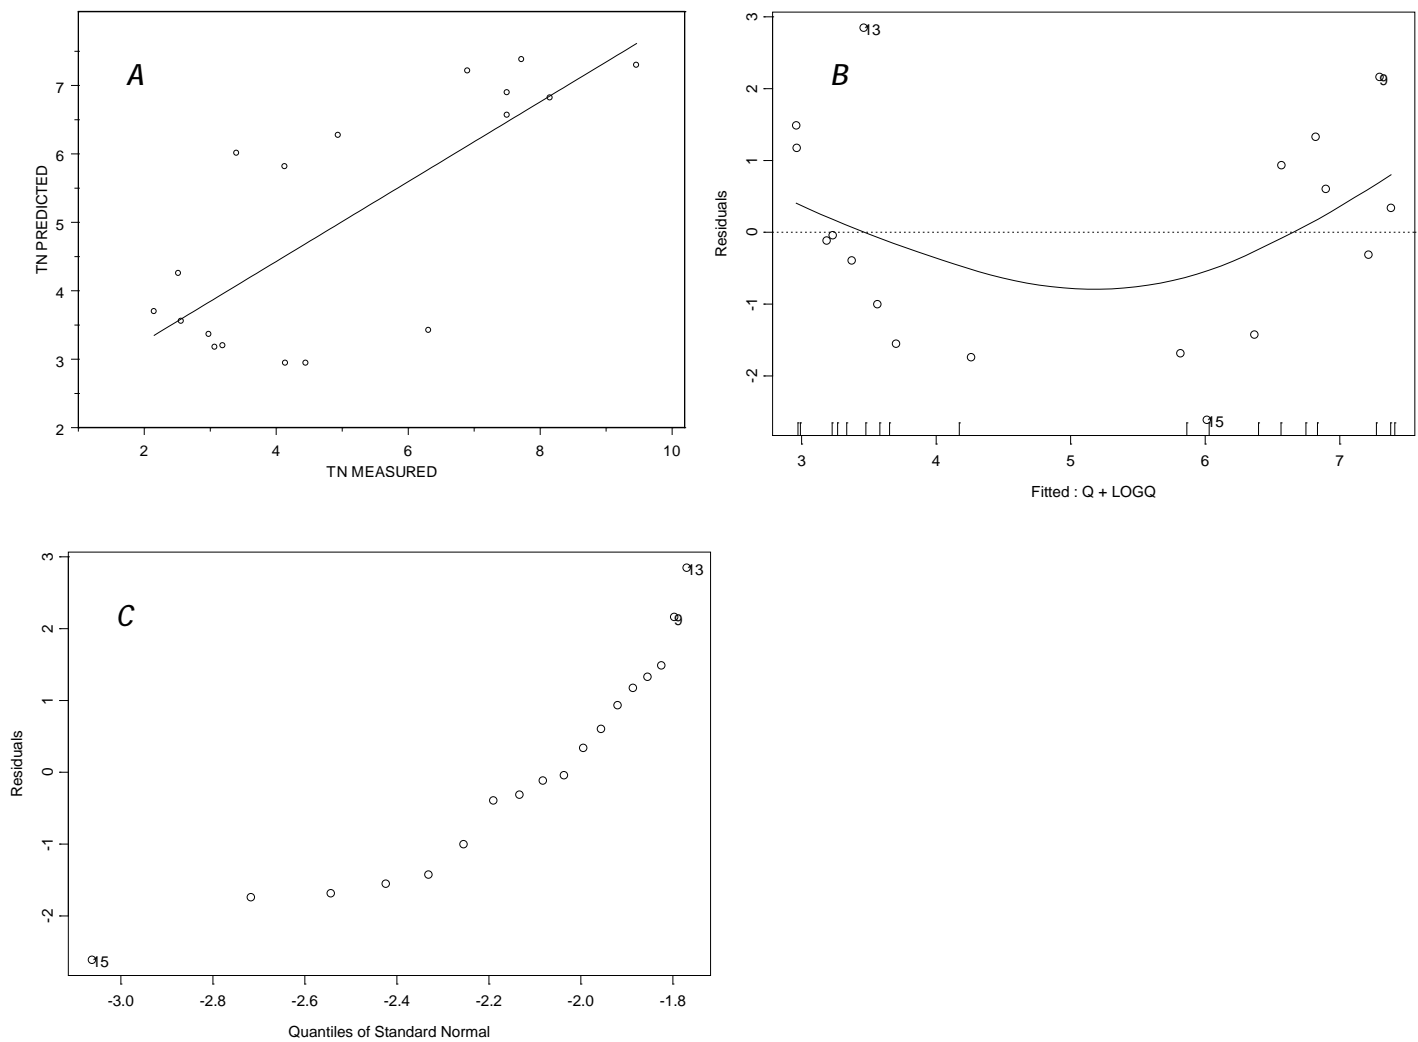 A
7
6
5
4
3
2
TN PREDICTED
2 4 6 8 10
TN MEASURED
B
3
2
1
0
-1
-2
Residuals
13
9
15
3 4 5 6 7
Fitted : Q + LOGQ
C
3
2
1
0
-1
-2
Residuals
13
9
15
-3.0 -2.8 -2.6 -2.4 -2.2 -2.0 -1.8
Quantiles of Standard Normal